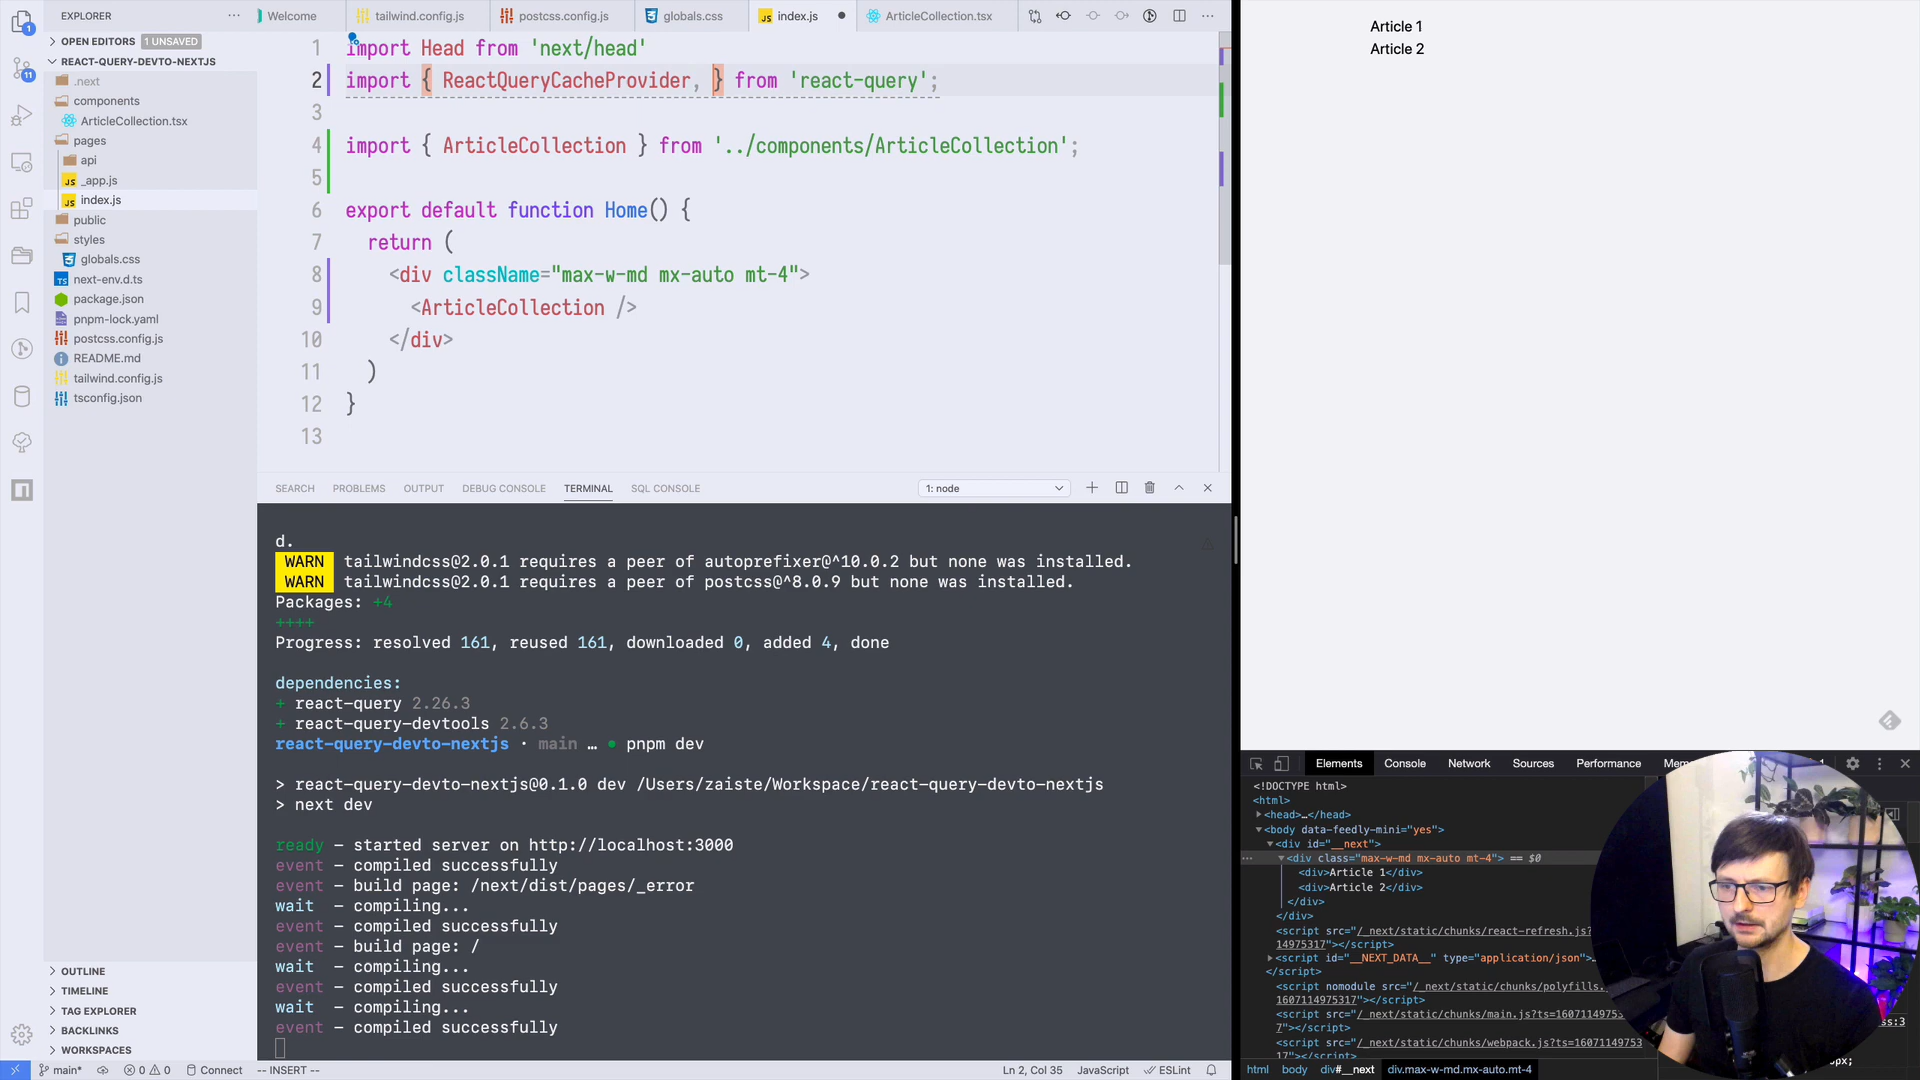 EXPLORER
Welcome
tailwind.config.js
postcss.config.js
globals.css
index.js
ArticleCollection.tsx
OPEN EDITORS 1 UNSAVED
REACT-QUERY-DEVTO-NEXTJS
.next
components
ArticleCollection.tsx
pages
api
_app.js
index.js
public
styles
globals.css
next-env.d.ts
package.json
pnpm-lock.yaml
postcss.config.js
README.md
tailwind.config.js
tsconfig.json
OUTLINE
TIMELINE
TAG EXPLORER
BACKLINKS
WORKSPACES
1 import Head from 'next/head'
2 import { ReactQueryCacheProvider, } from 'react-query';
3
4 import { ArticleCollection } from '../components/ArticleCollection';
5
6 export default function Home() {
7 return (
8 <div className="max-w-md mx-auto mt-4">
9 <ArticleCollection />
10 </div>
11 )
12 }
13
SEARCH PROBLEMS OUTPUT DEBUG CONSOLE TERMINAL SQL CONSOLE 1: node
d.
WARN tailwindcss@2.0.1 requires a peer of autoprefixer@^10.0.2 but none was installed.
WARN tailwindcss@2.0.1 requires a peer of postcss@^8.0.9 but none was installed.
Packages: +4
++++
Progress: resolved 161, reused 161, downloaded 0, added 4, done
dependencies:
+ react-query 2.26.3
+ react-query-devtools 2.6.3
react-query-devto-nextjs · main … ● pnpm dev
> react-query-devto-nextjs@0.1.0 dev /Users/zaiste/Workspace/react-query-devto-nextjs
> next dev
ready - started server on http://localhost:3000
event - compiled successfully
event - build page: /next/dist/pages/_error
wait - compiling...
event - compiled successfully
event - build page: /
wait - compiling...
event - compiled successfully
wait - compiling...
event - compiled successfully
main* 0 0 Connect -- INSERT -- Ln 2, Col 35 JavaScript ESLint
1
11
Article 1
Article 2
Elements Console Network Sources Performance
<!DOCTYPE html>
<html>
<head>…</head>
<body data-feedly-mini="yes">
<div id="__next">
<div class="max-w-md mx-auto mt-4"> == $0
<div>Article 1</div>
<div>Article 2</div>
</div>
</div>
<script src="/_next/static/chunks/react-refresh.js?
14975317"></script>
<script id="__NEXT_DATA__" type="application/json">…
</script>
<script nomodule src="/_next/static/chunks/polyfills.
1607114975317"></script>
<script src="/_next/static/chunks/main.js?ts=16071149753
7"></script>
<script src="/_next/static/chunks/webpack.js?ts=16071149753
17"></script>
html body div#__next div.max-w-md.mx-auto.mt-4